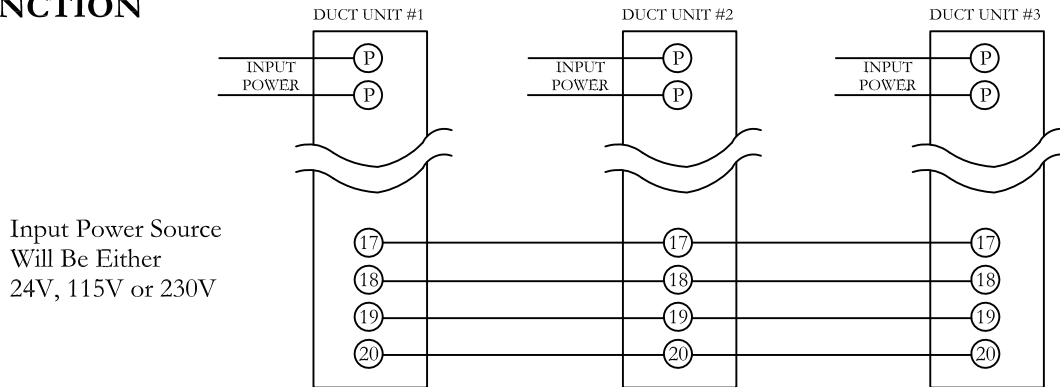 NCTION
DUCT UNIT #1
DUCT UNIT #2
DUCT UNIT #3
P
INPUT
POWER
P
P
INPUT
POWER
P
P
INPUT
POWER
P
Input Power Source
Will Be Either
24V, 115V or 230V
17
17
17
18
18
18
19
19
19
20
20
20